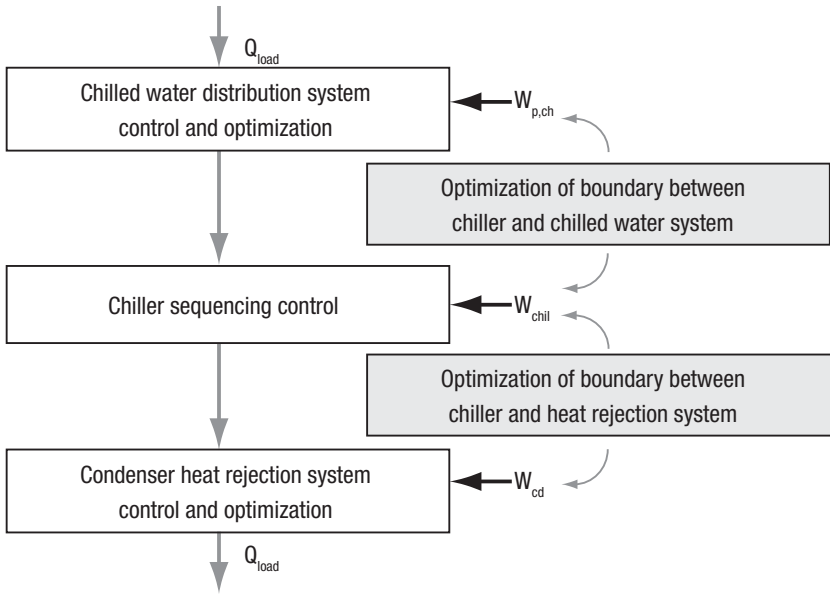 Q_load
Chilled water distribution system
control and optimization
W_p,ch
Optimization of boundary between
chiller and chilled water system
Chiller sequencing control
W_chil
Optimization of boundary between
chiller and heat rejection system
Condenser heat rejection system
control and optimization
W_cd
Q_load